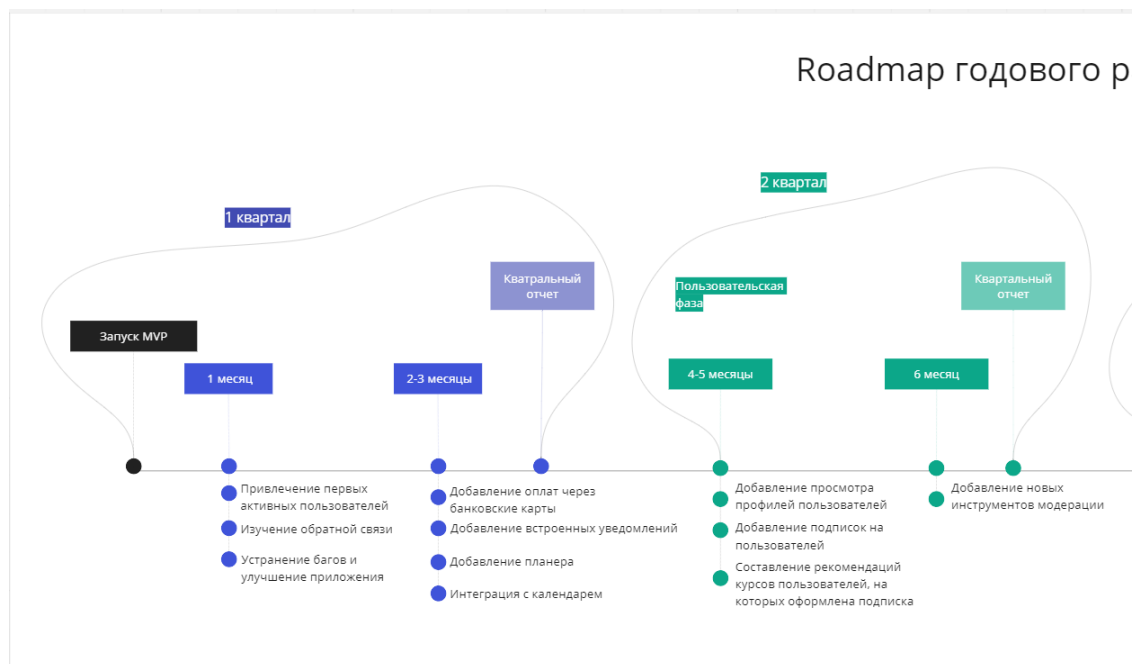 Roadmap годового р
1 квартал
Кватральный
отчет
Запуск MVP
1 месяц
2-3 месяцы
Привлечение первых
активных пользователей
Изучение обратной связи
Устранение багов и
улучшение приложения
Добавление оплат через
банковские карты
Добавление встроенных уведомлений
Добавление планера
Интеграция с календарем
2 квартал
Пользовательская
фаза
Квартальный
отчет
4-5 месяцы
6 месяц
Добавление просмотра
профилей пользователей
Добавление подписок на
пользователей
Составление рекомендаций
курсов пользователей, на
которых оформлена подписка
Добавление новых
инструментов модерации